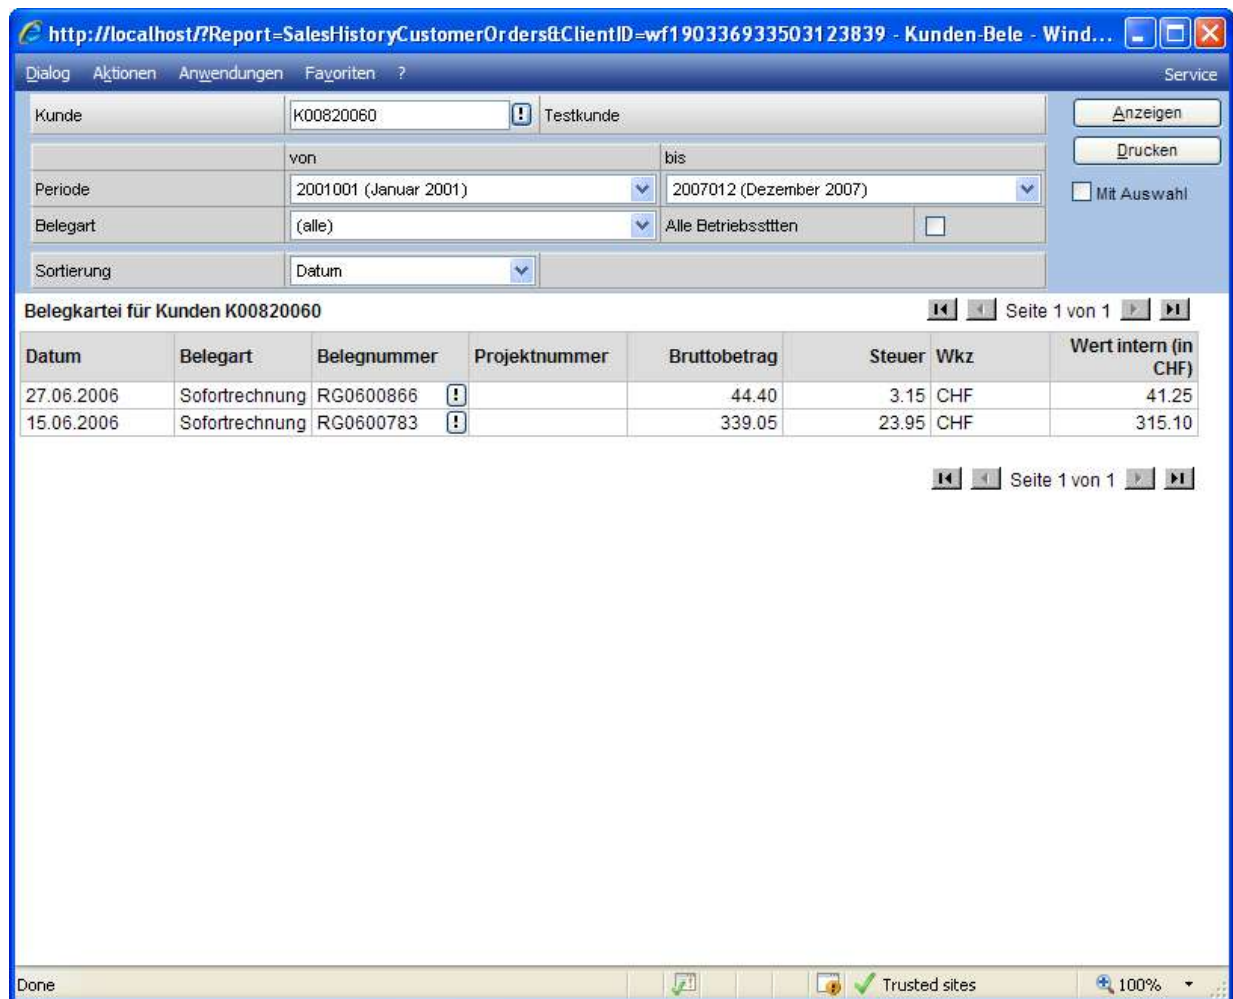 http://localhost/?Report=SalesHistoryCustomerOrders&ClientID=wf190336933503123839 - Kunden-Bele - Wind...
Dialog Aktionen Anwendungen Favoriten ? Service
Kunde K00820060 ! Testkunde Anzeigen
von bis Drucken
Periode 2001001 (Januar 2001) 2007012 (Dezember 2007) Mit Auswahl
Belegart (alle) Alle Betriebssttten
Sortierung Datum
Belegkartei für Kunden K00820060 Seite 1 von 1
Datum Belegart Belegnummer Projektnummer Bruttobetrag Steuer Wkz Wert intern (in
CHF)
27.06.2006 Sofortrechnung RG0600866 ! 44.40 3.15 CHF 41.25
15.06.2006 Sofortrechnung RG0600783 ! 339.05 23.95 CHF 315.10
Seite 1 von 1
Done Trusted sites 100%